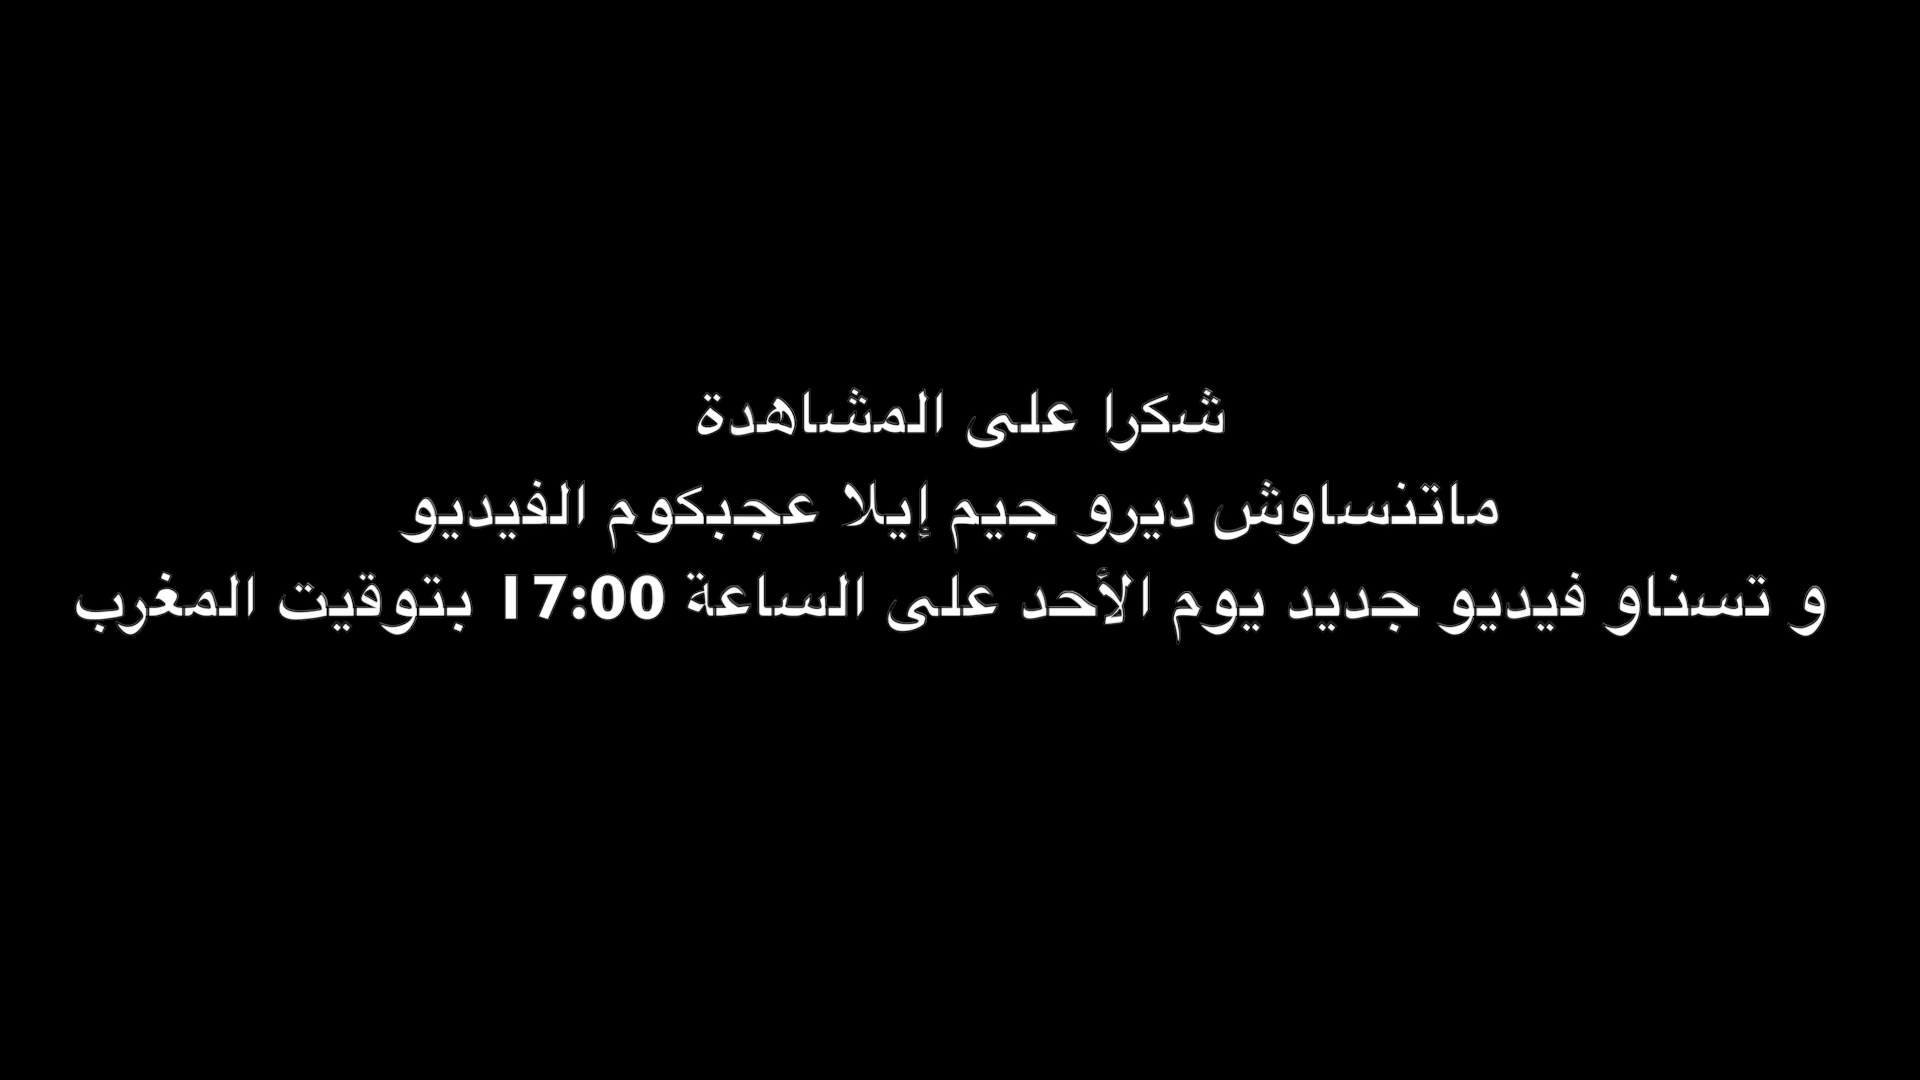 شكرا على المشاهدة
ماتنساوش ديرو جيم إيلا عجبكوم الفيديو
و تسناو فيديو جديد يوم الأحد على الساعة 17:00 بتوقيت المغرب